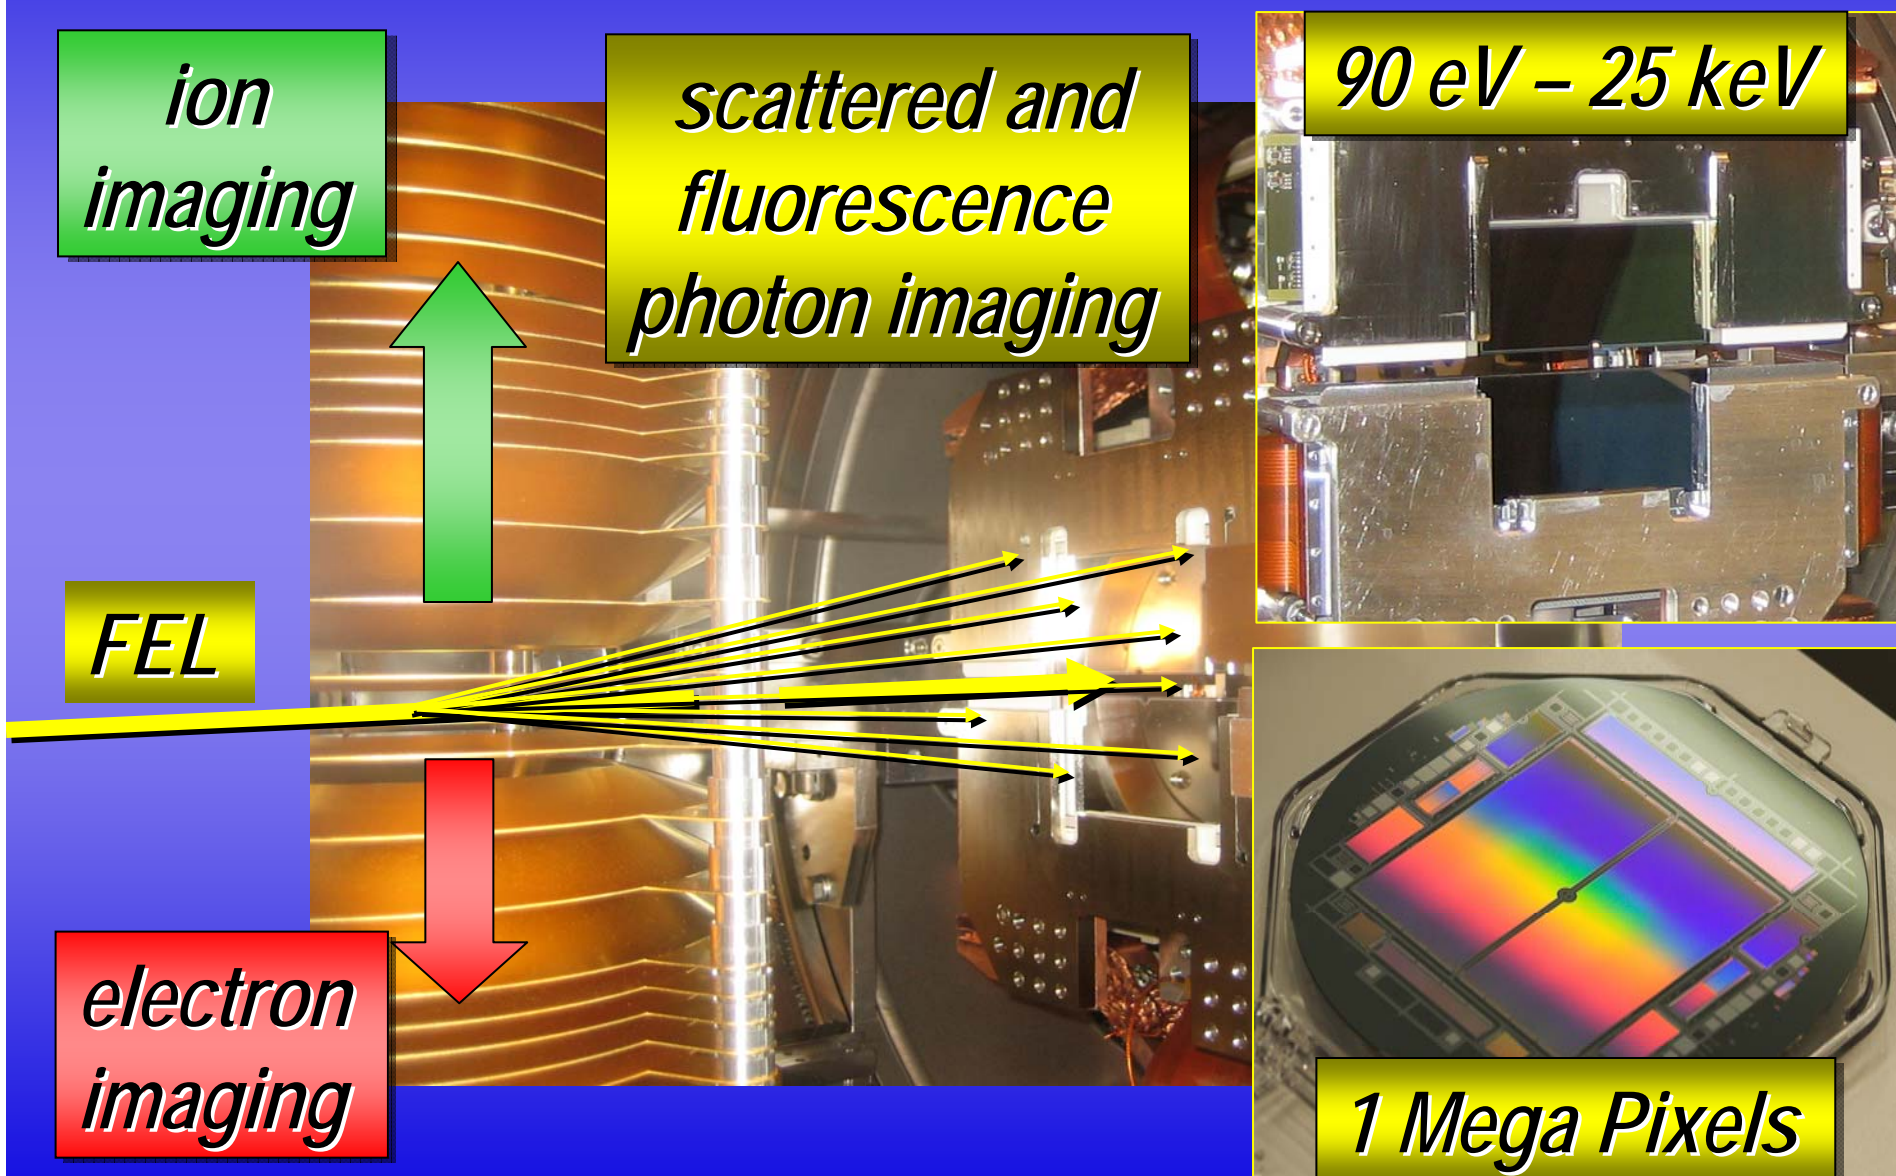 ion
imaging
scattered and
fluorescence
photon imaging
90 eV – 25 keV
FEL
electron
imaging
1 Mega Pixels